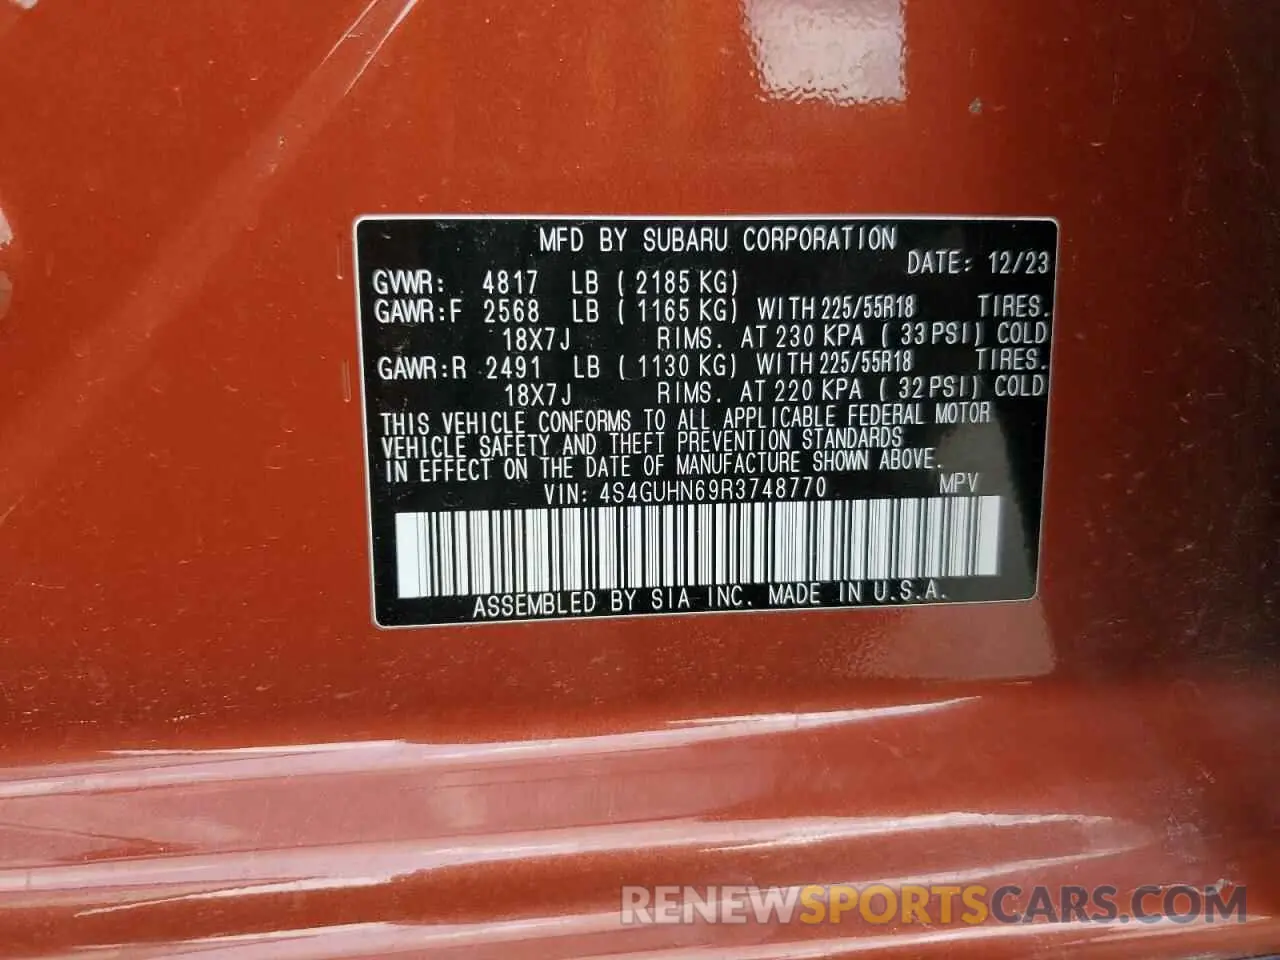 MFD BY SUBARU CORPORATION
DATE: 12/23
GVWR: 4817 LB ( 2185 KG)
GAWR:F 2568 LB ( 1165 KG) WITH 225/55R18 TIRES.
18X7J RIMS. AT 230 KPA ( 33 PSI) COLD
GAWR:R 2491 LB ( 1130 KG) WITH 225/55R18 TIRES.
18X7J RIMS. AT 220 KPA ( 32 PSI) COLD
THIS VEHICLE CONFORMS TO ALL APPLICABLE FEDERAL MOTOR
VEHICLE SAFETY AND THEFT PREVENTION STANDARDS
IN EFFECT ON THE DATE OF MANUFACTURE SHOWN ABOVE.
VIN: 4S4GUHN69R3748770 MPV
ASSEMBLED BY SIA INC. MADE IN U.S.A.
RENEWSPORTSCARS.COM